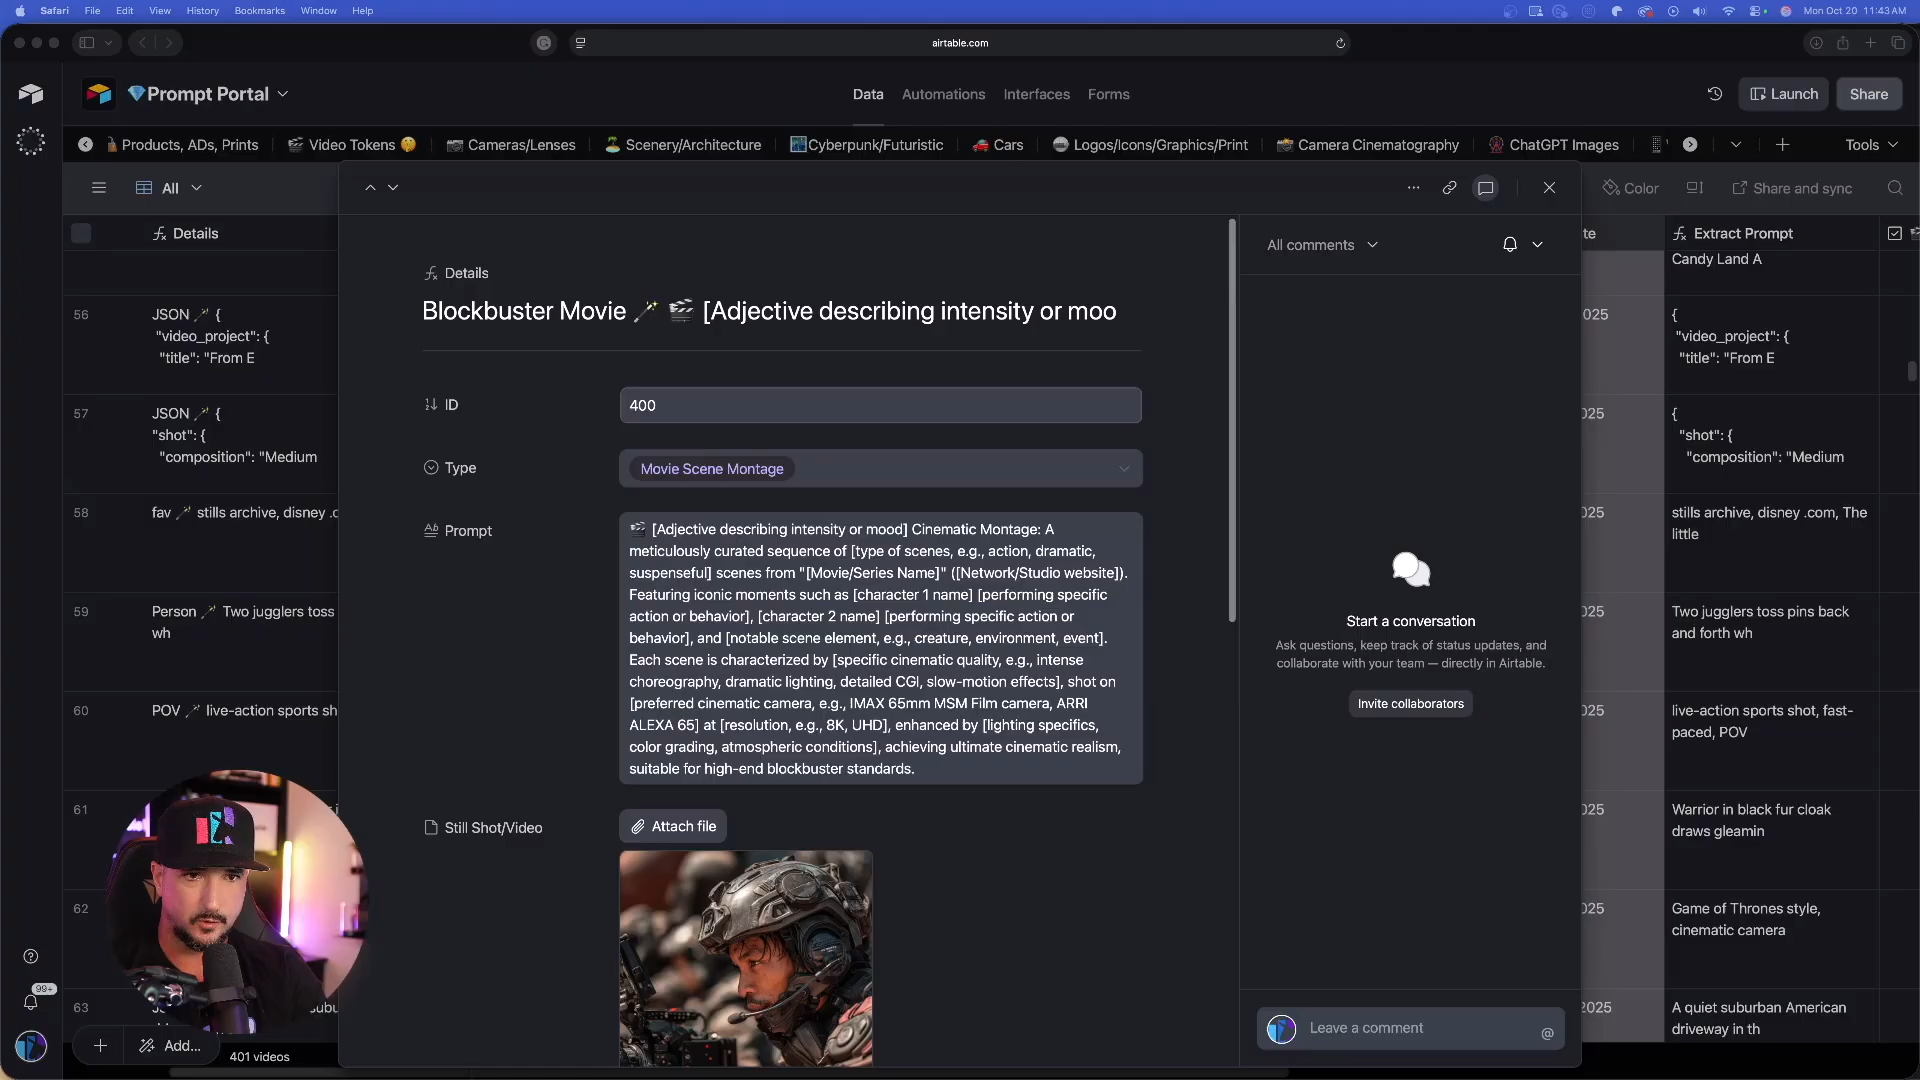 Safari File Edit View History Bookmarks Window Help
Mon Oct 20 11:43 AM
airtable.com
Prompt Portal
Data Automations Interfaces Forms
Launch
Share
Products, ADs, Prints
Video Tokens
Cameras/Lenses
Scenery/Architecture
Cyberpunk/Futuristic
Cars
Logos/Icons/Graphics/Print
Camera Cinematography
ChatGPT Images
Tools
All
Color
Share and sync
Details
Extract Prompt
Candy Land A
56
JSON 🪄 {
"video_project": {
"title": "From E
57
JSON 🪄 {
"shot": {
"composition": "Medium
58
fav 🪄 stills archive, disney .c
59
Person 🪄 Two jugglers toss
wh
60
POV 🪄 live-action sports sh
61
62
63
Add...
401 videos
99+
Details
Blockbuster Movie 🪄 🎬 [Adjective describing intensity or moo
ID
400
Type
Movie Scene Montage
Prompt
🎬 [Adjective describing intensity or mood] Cinematic Montage: A
meticulously curated sequence of [type of scenes, e.g., action, dramatic,
suspenseful] scenes from "[Movie/Series Name]" ([Network/Studio website]).
Featuring iconic moments such as [character 1 name] [performing specific
action or behavior], [character 2 name] [performing specific action or
behavior], and [notable scene element, e.g., creature, environment, event].
Each scene is characterized by [specific cinematic quality, e.g., intense
choreography, dramatic lighting, detailed CGI, slow-motion effects], shot on
[preferred cinematic camera, e.g., IMAX 65mm MSM Film camera, ARRI
ALEXA 65] at [resolution, e.g., 8K, UHD], enhanced by [lighting specifics,
color grading, atmospheric conditions], achieving ultimate cinematic realism,
suitable for high-end blockbuster standards.
Still Shot/Video
Attach file
All comments
Start a conversation
Ask questions, keep track of status updates, and
collaborate with your team — directly in Airtable.
Invite collaborators
Leave a comment
@
te
025
{
"video_project": {
"title": "From E
025
{
"shot": {
"composition": "Medium
025
stills archive, disney .com, The
little
025
Two jugglers toss pins back
and forth wh
025
live-action sports shot, fast-
paced, POV
025
Warrior in black fur cloak
draws gleamin
025
Game of Thrones style,
cinematic camera
2025
A quiet suburban American
driveway in th